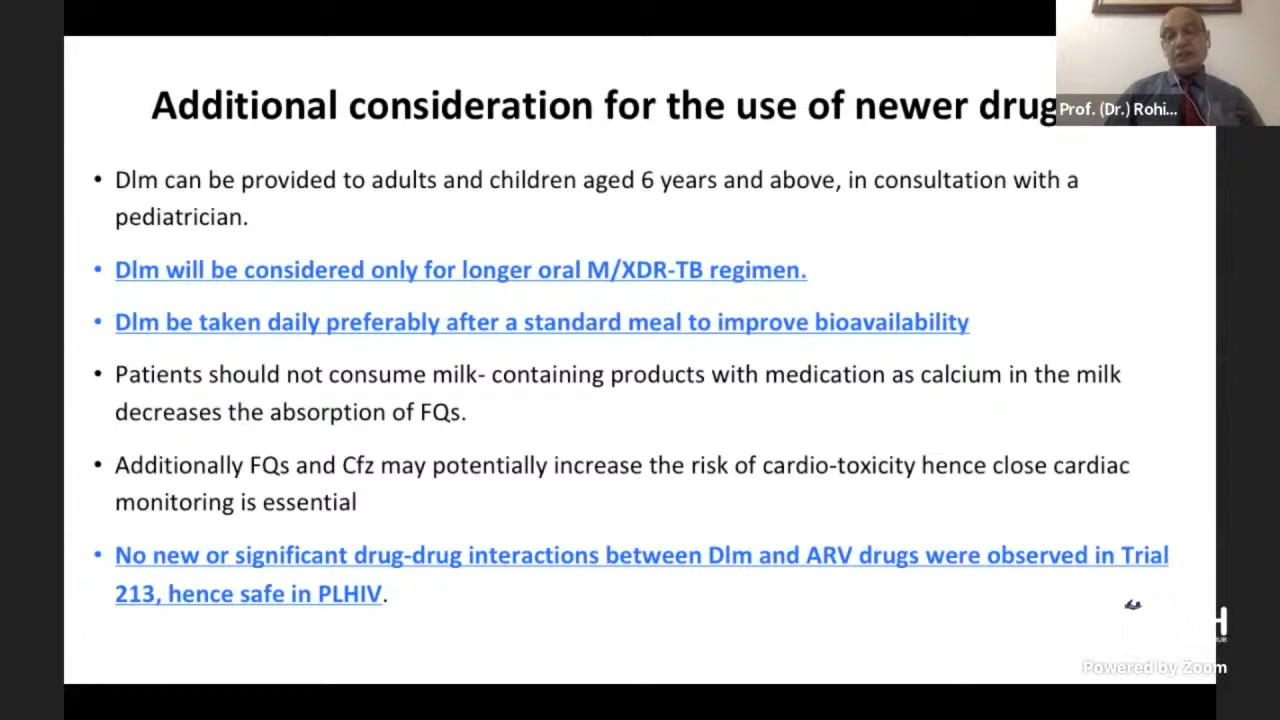 Additional consideration for the use of newer drug
Prof. (Dr.) Rohi...
• Dlm can be provided to adults and children aged 6 years and above, in consultation with a
pediatrician.
• Dlm will be considered only for longer oral M/XDR-TB regimen.
• Dlm be taken daily preferably after a standard meal to improve bioavailability
• Patients should not consume milk- containing products with medication as calcium in the milk
decreases the absorption of FQs.
• Additionally FQs and Cfz may potentially increase the risk of cardio-toxicity hence close cardiac
monitoring is essential
• No new or significant drug-drug interactions between Dlm and ARV drugs were observed in Trial
213, hence safe in PLHIV.
Powered by Zoom